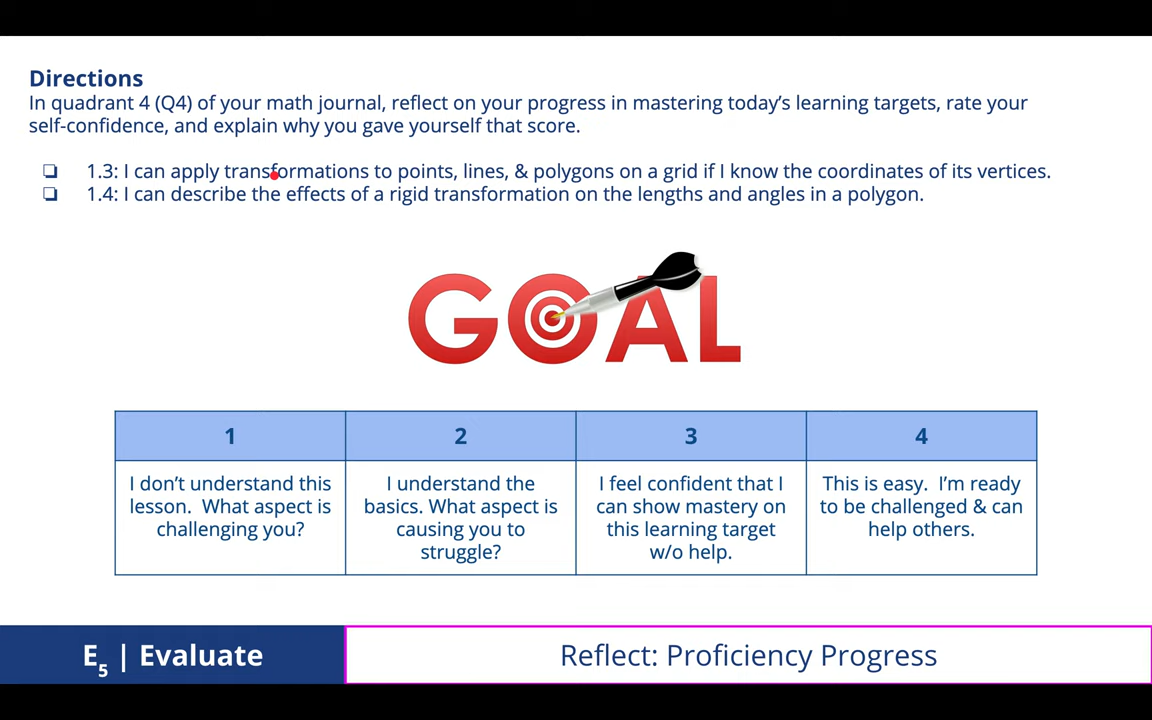 Directions
In quadrant 4 (Q4) of your math journal, reflect on your progress in mastering today's learning targets, rate your
self-confidence, and explain why you gave yourself that score.
❏ 1.3: I can apply transformations to points, lines, & polygons on a grid if I know the coordinates of its vertices.
❏ 1.4: I can describe the effects of a rigid transformation on the lengths and angles in a polygon.
GOAL
1
I don't understand this
lesson. What aspect is
challenging you?
2
I understand the
basics. What aspect is
causing you to
struggle?
3
I feel confident that I
can show mastery on
this learning target
w/o help.
4
This is easy. I'm ready
to be challenged & can
help others.
E5 | Evaluate
Reflect: Proficiency Progress